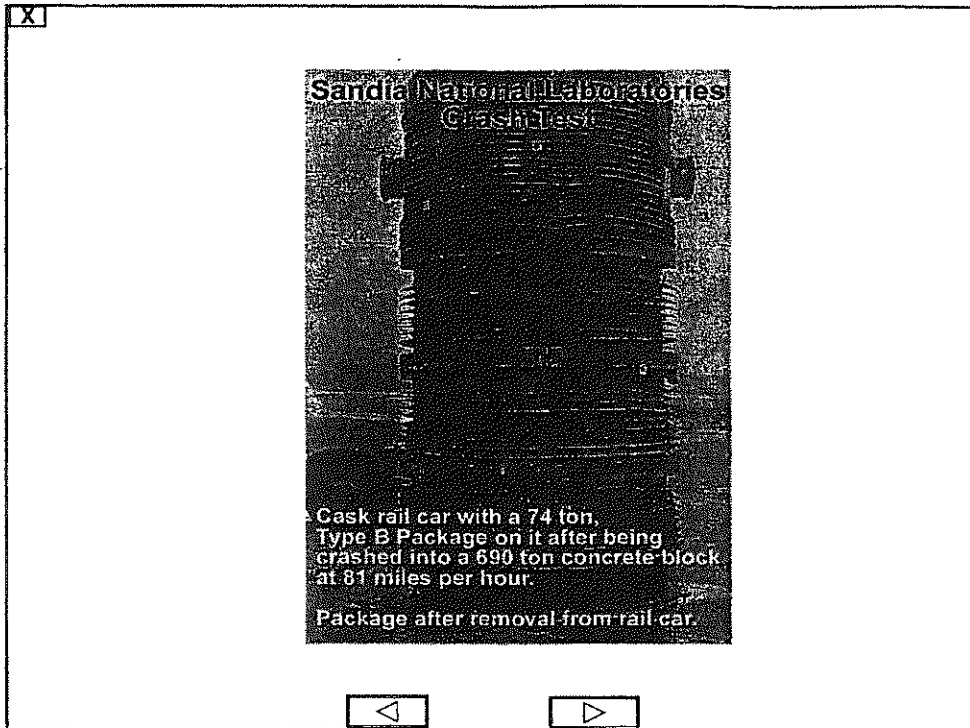 X
Sandia National Laboratories
Crash Test
Cask rail car with a 74 ton,
Type B Package on it after being
crashed into a 690 ton concrete block
at 81 miles per hour.
Package after removal from rail car.